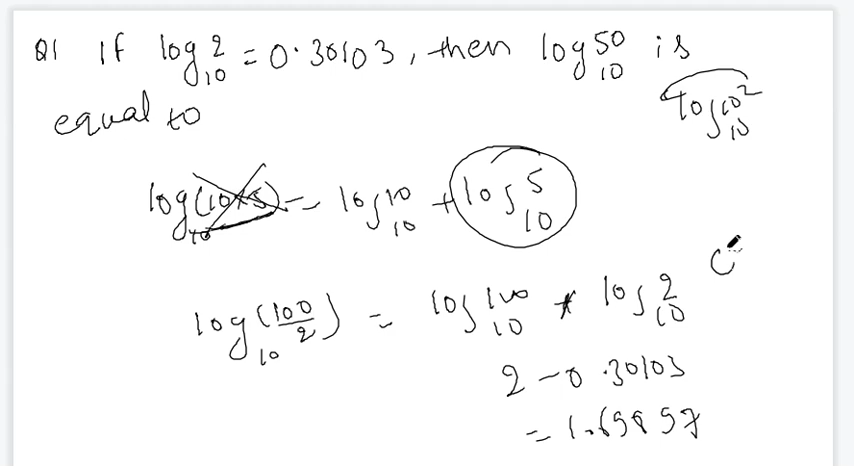 Q1 If log₁₀ 2 = 0.30103, then log₁₀ 50 is
equal to
log₁₀ 10²
log₁₀(10×5) = log₁₀ 10 + log₁₀ 5
log₁₀(100/2) = log₁₀ 100 * log₁₀ 2
2 - 0.30103
= 1.69897